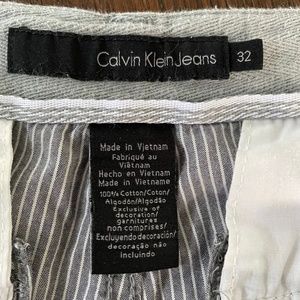 Calvin Klein Jeans
32
Made in Vietnam
Fabriqué au
Viêtnam
Hecho en Vietnam
Made in Vietname
100% Cotton/Coton/
Algodón/Algodão
Exclusive of
decoration/
garnitures
non comprises/
Excluyendo decoración/
decoração não
incluindo